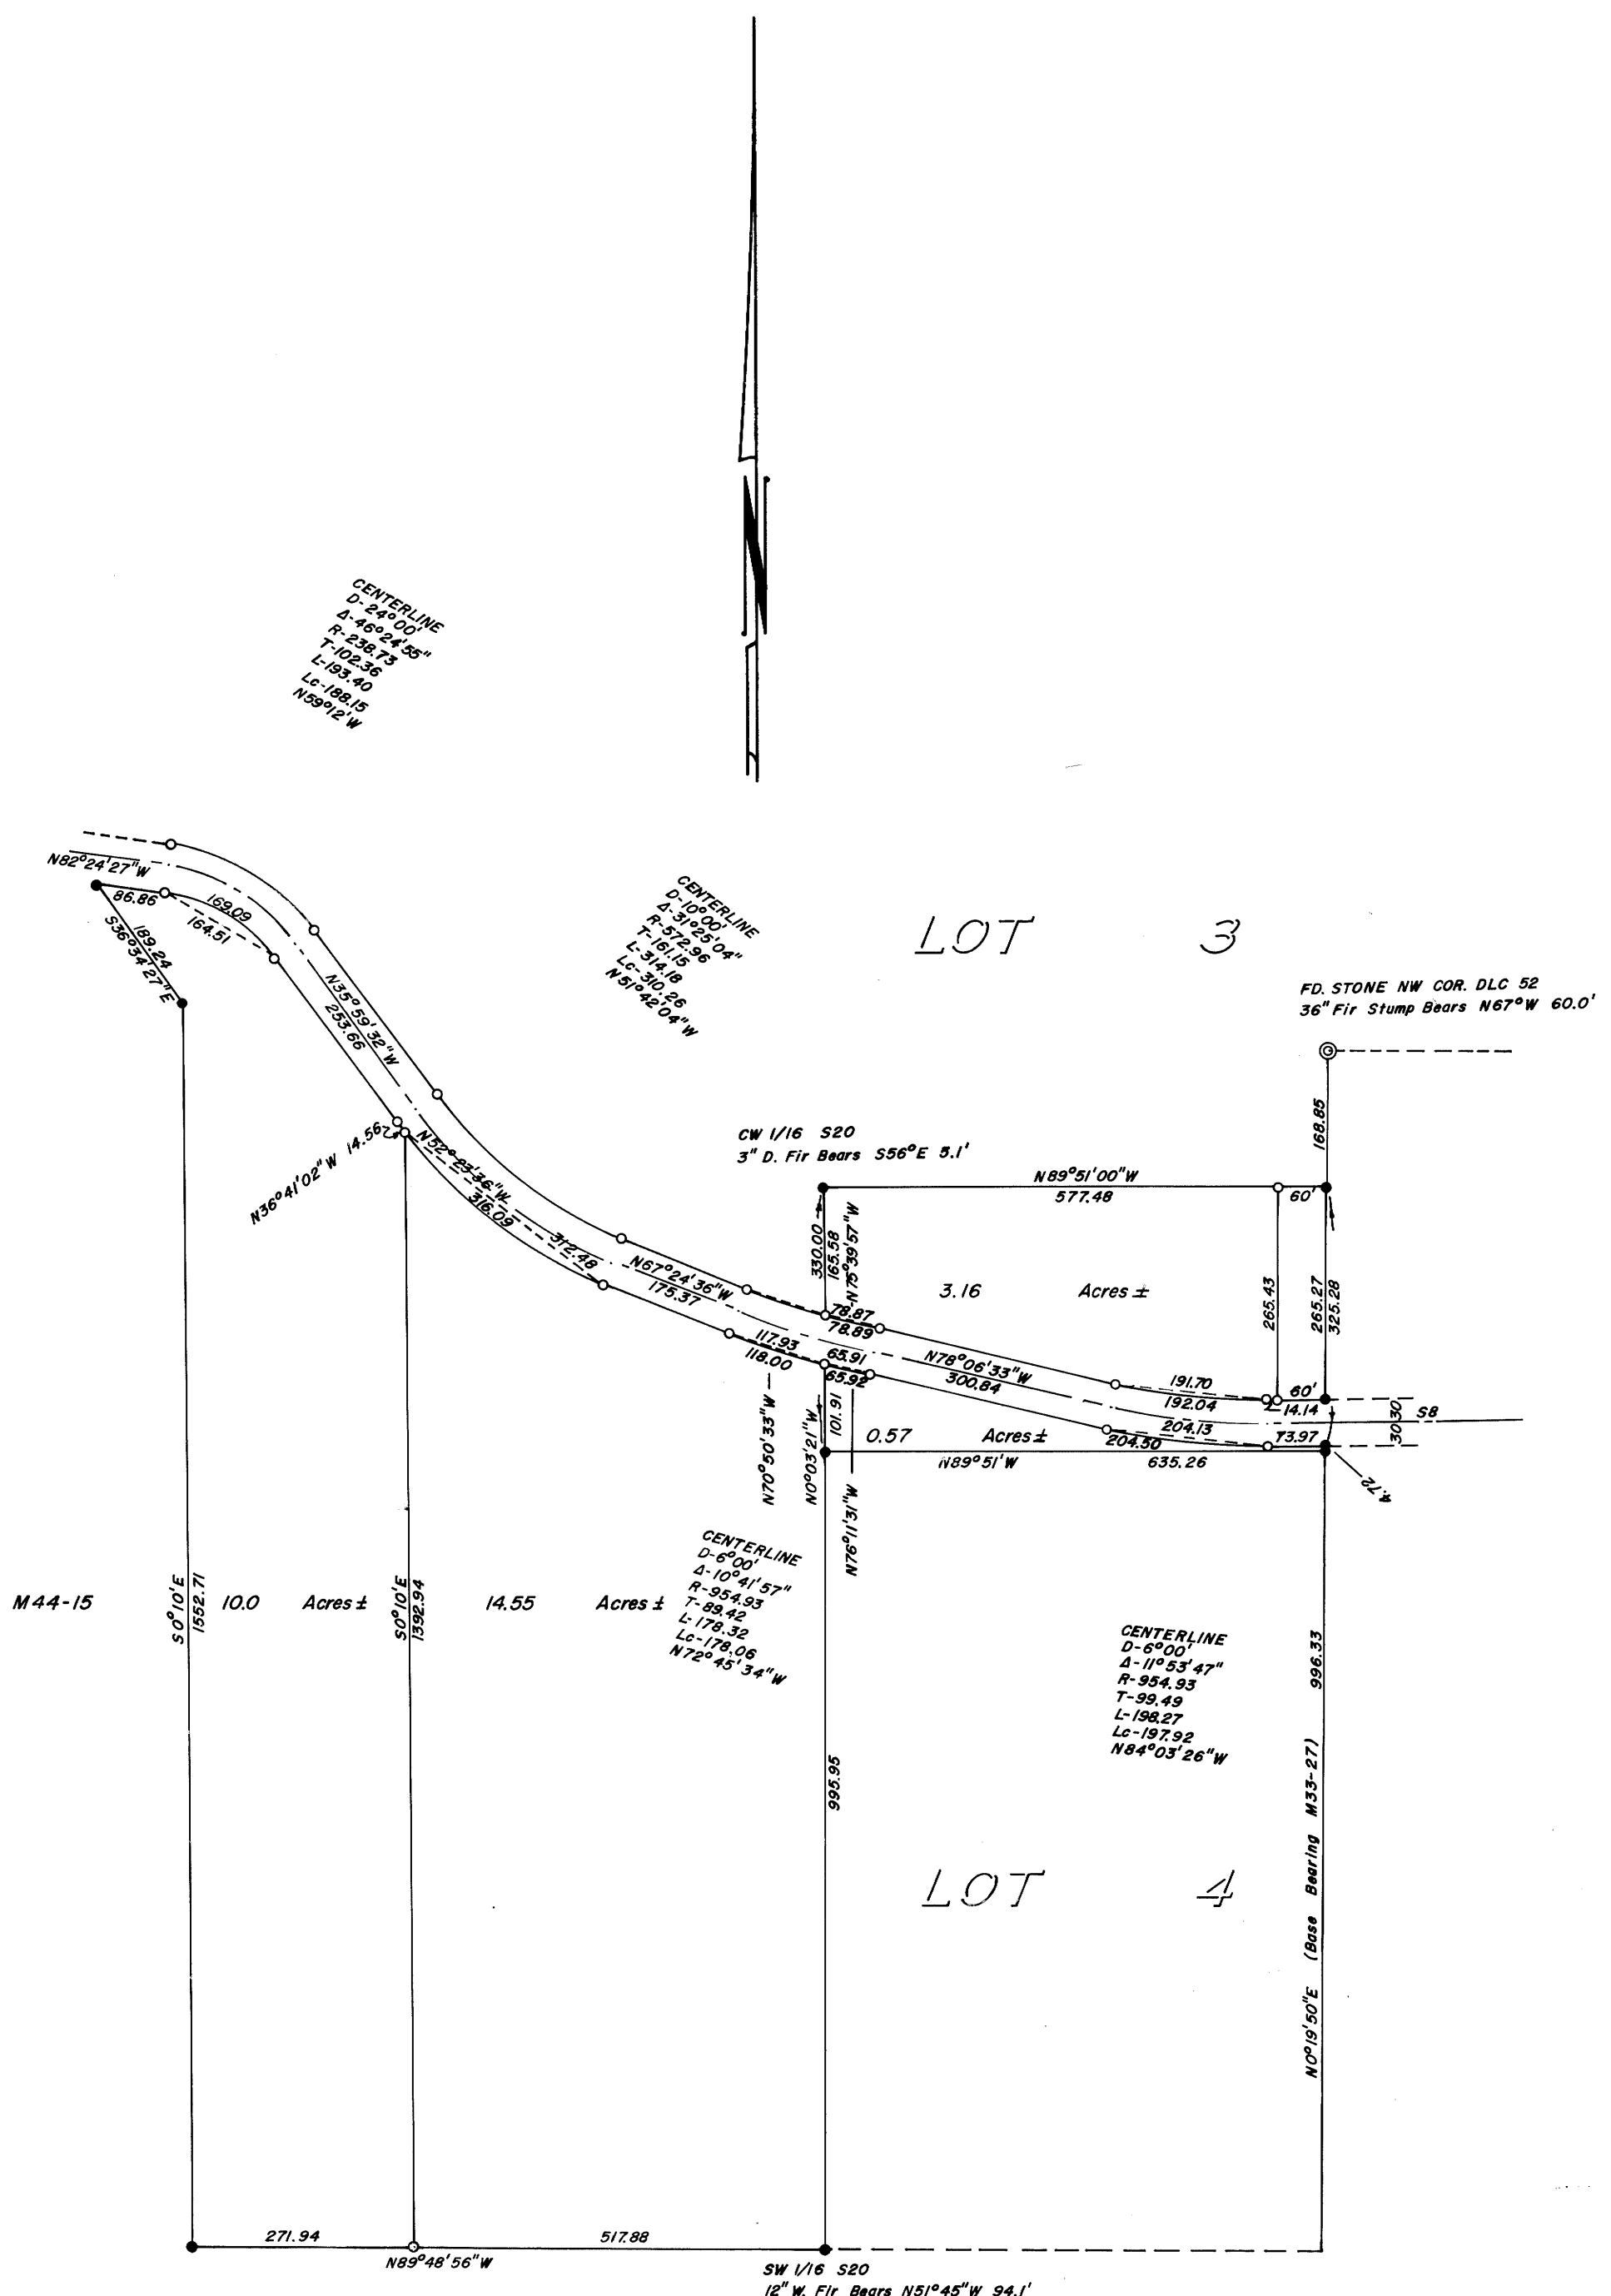 N
CENTERLINE
D-24°00'
Δ-46°24'55"
R-238.73
T-102.36
L-193.40
Lc-188.15
N59°12'W
N82°24'27"W
86.86
169.09
164.51
189.24
S36°34'27"E
N35°59'32"W
253.66
CENTERLINE
D-10°00'
Δ-31°25'04"
R-572.96
T-161.15
L-314.18
Lc-310.26
N51°42'04"W
LOT 3
FD. STONE NW COR. DLC 52
36" Fir Stump Bears N67°W 60.0'
168.85
CW 1/16 S20
3" D. Fir Bears S56°E 5.1'
N89°51'00"W
577.48
60'
N36°41'02"W 14.56
N52°23'36"W
316.09
312.48
N67°24'36"W
175.37
330.00
165.58
N75°39'57"W
3.16 Acres ±
265.43
265.27
325.28
78.87
78.89
117.93
118.00
65.91
65.92
N78°06'33"W
300.84
191.70
192.04
60'
14.14
S8
30 30
204.13
204.50
73.97
101.91
0.57 Acres ±
N89°51'W
635.26
4.72
N70°50'33"W
N0°03'21"W
N76°11'31"W
CENTERLINE
D-6°00'
Δ-10°41'57"
R-954.93
T-89.42
L-178.32
Lc-178.06
N72°45'34"W
M44-15
S0°10'E
1552.71
10.0 Acres ±
S0°10'E
1392.94
14.55 Acres ±
CENTERLINE
D-6°00'
Δ-11°53'47"
R-954.93
T-99.49
L-198.27
Lc-197.92
N84°03'26"W
995.95
N0°19'50"E (Base Bearing M33-27) 996.33
LOT 4
271.94
517.88
N89°48'56"W
SW 1/16 S20
12" W. Fir Bears N51°45"W 94.1'